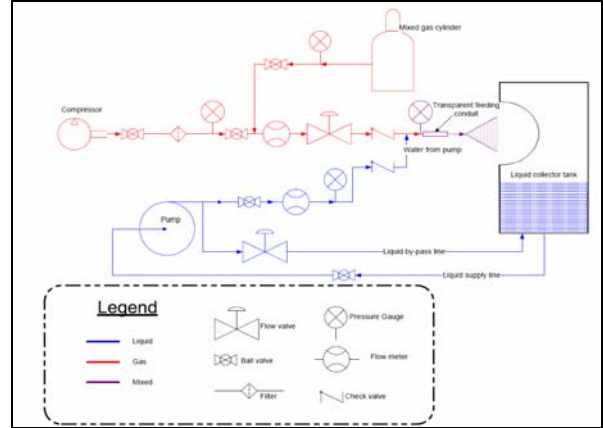 Mixed gas cylinder
Compressor
Transparent feeding
conduit
Water from pump
Liquid collector tank
Pump
Liquid by-pass line
Liquid supply line
Legend
Liquid
Gas
Mixed
Flow valve
Ball valve
Filter
Pressure Gauge
Flow meter
Check valve